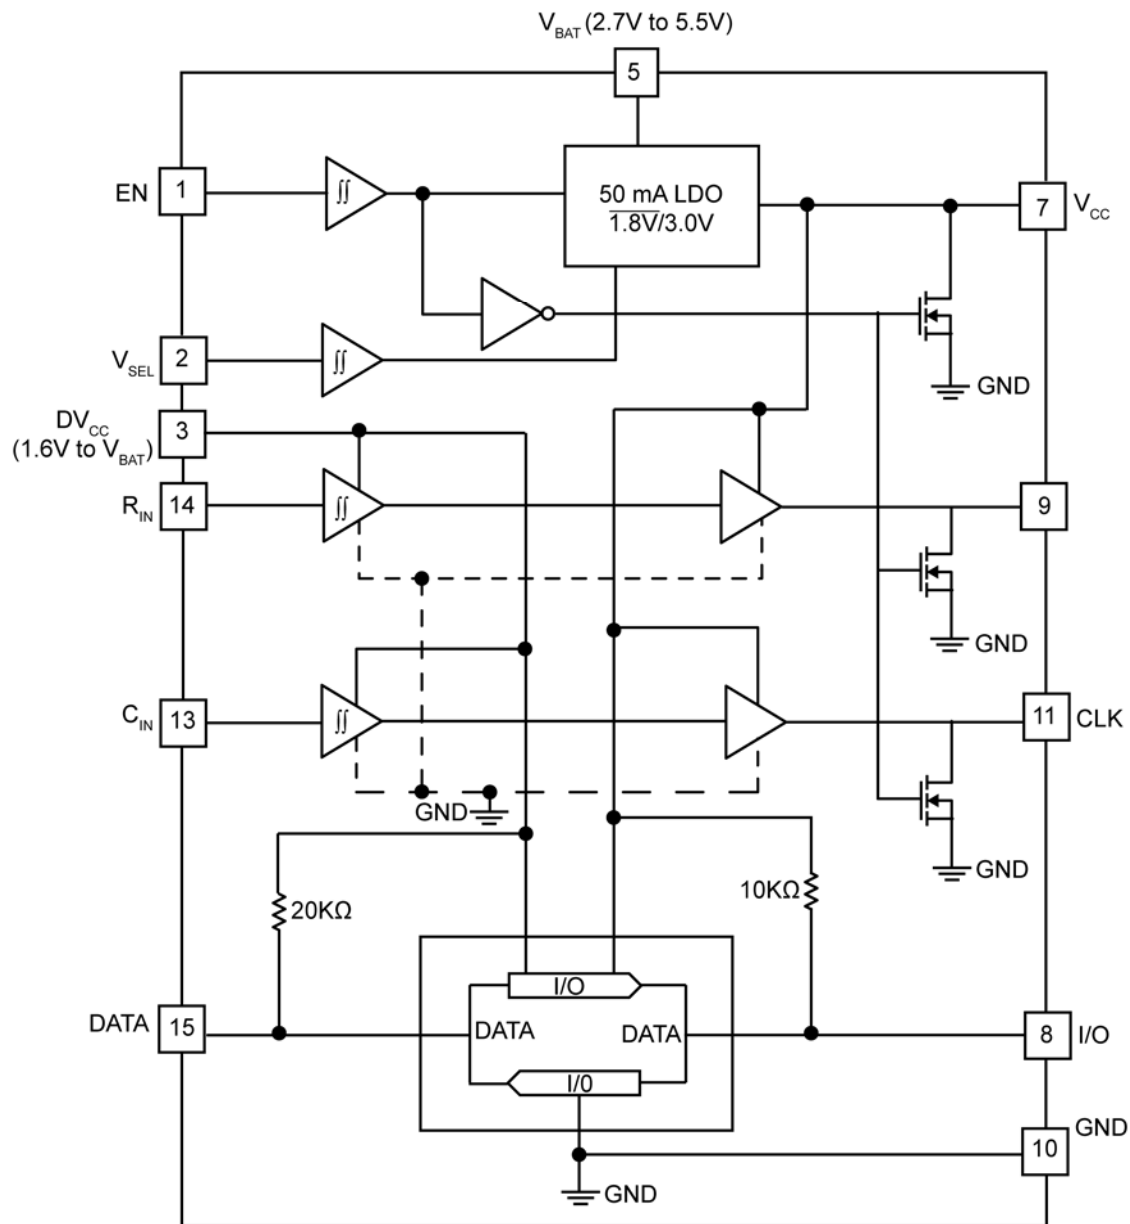 V_BAT (2.7V to 5.5V)
5
EN
1
∫∫
50 mA LDO
1.8V/3.0V
7
V_CC
V_SEL
2
∫∫
GND
DV_CC
(1.6V to V_BAT)
3
R_IN
14
∫∫
9
GND
C_IN
13
∫∫
11
CLK
GND
GND
20KΩ
10KΩ
I/O
DATA
15
DATA
DATA
8
I/O
I/0
GND
10
GND